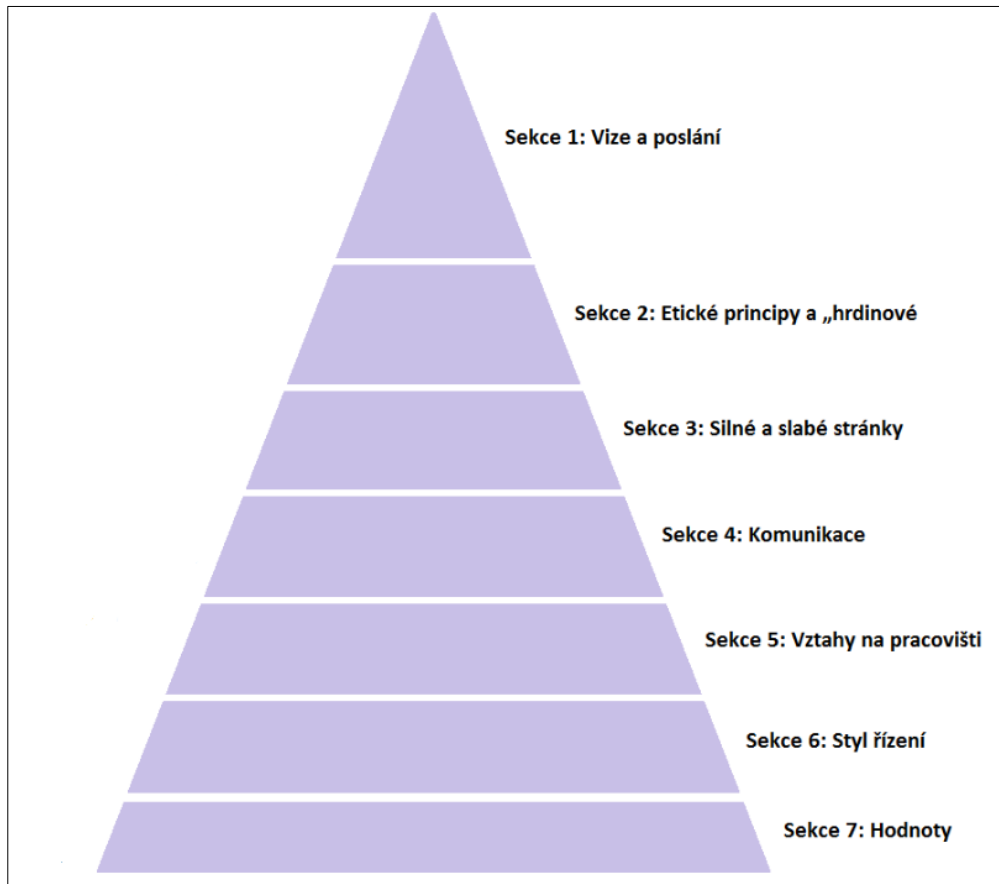 Sekce 1: Vize a poslání
Sekce 2: Etické principy a „hrdinové
Sekce 3: Silné a slabé stránky
Sekce 4: Komunikace
Sekce 5: Vztahy na pracovišti
Sekce 6: Styl řízení
Sekce 7: Hodnoty